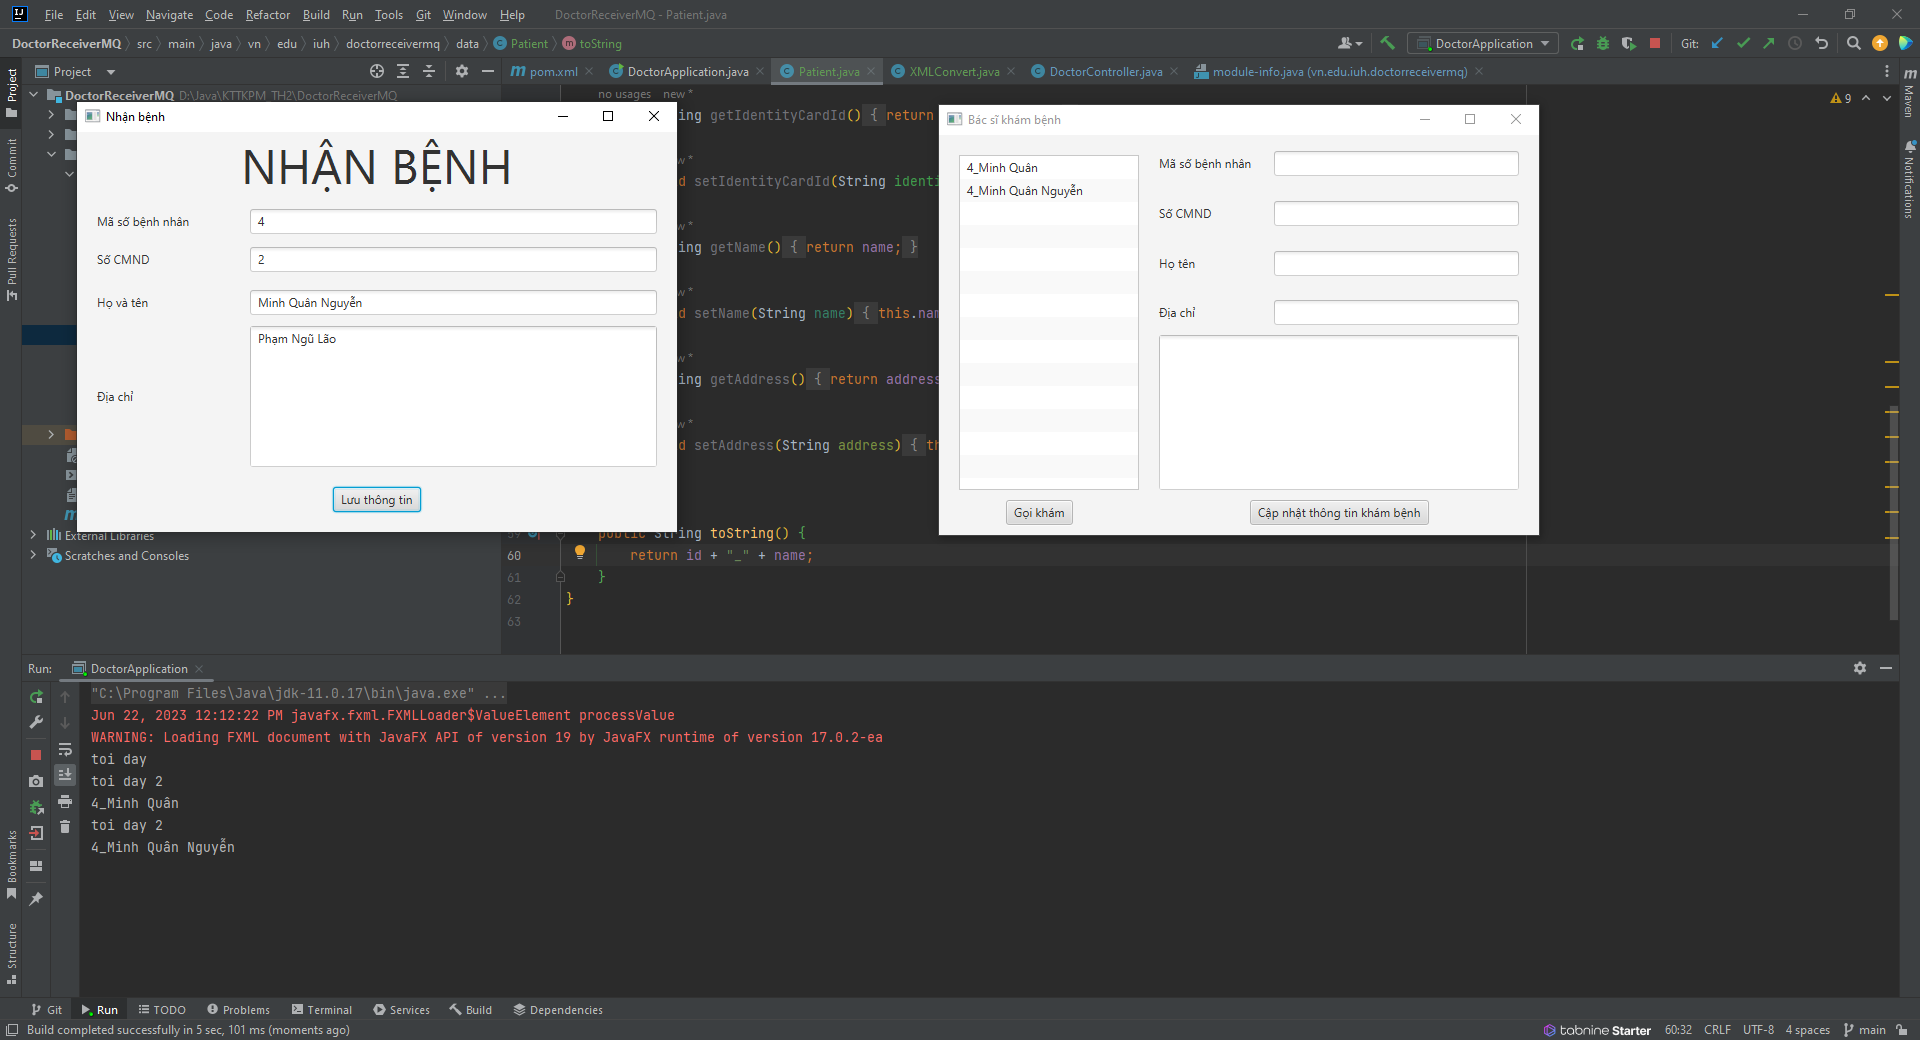 File Edit View Navigate Code Refactor Build Run Tools Git Window Help DoctorReceiverMQ - Patient.java
DoctorReceiverMQ src main java vn edu iuh doctorreceivermq data Patient toString
DoctorApplication Git:
Project
pom.xml DoctorApplication.java Patient.java XMLConvert.java DoctorController.java module-info.java (vn.edu.iuh.doctorreceivermq)
DoctorReceiverMQ D:\Java\KTTKPM_TH2\DoctorReceiverMQ
Nhận bệnh
NHẬN BỆNH
Mã số bệnh nhân 4
Số CMND 2
Họ và tên Minh Quân Nguyễn
Phạm Ngũ Lão
Địa chỉ
Lưu thông tin
no usages new *
ing getIdentityCardId() { return
w *
d setIdentityCardId(String identi
w *
ing getName() { return name; }
w *
d setName(String name) { this.nam
w *
ing getAddress() { return address
w *
d setAddress(String address) { th
59 public String toString() {
60 return id + "_" + name;
61 }
62 }
63
9
Bác sĩ khám bệnh
4_Minh Quân
4_Minh Quân Nguyễn
Mã số bệnh nhân
Số CMND
Họ tên
Địa chỉ
Gọi khám
Cập nhật thông tin khám bệnh
External Libraries
Scratches and Consoles
Project
Commit
Pull Requests
Bookmarks
Structure
m
Maven
Notifications
Run: DoctorApplication
"C:\Program Files\Java\jdk-11.0.17\bin\java.exe" ...
Jun 22, 2023 12:12:22 PM javafx.fxml.FXMLLoader$ValueElement processValue
WARNING: Loading FXML document with JavaFX API of version 19 by JavaFX runtime of version 17.0.2-ea
toi day
toi day 2
4_Minh Quân
toi day 2
4_Minh Quân Nguyễn
Git Run TODO Problems Terminal Services Build Dependencies
Build completed successfully in 5 sec, 101 ms (moments ago)
tabnine Starter 60:32 CRLF UTF-8 4 spaces main